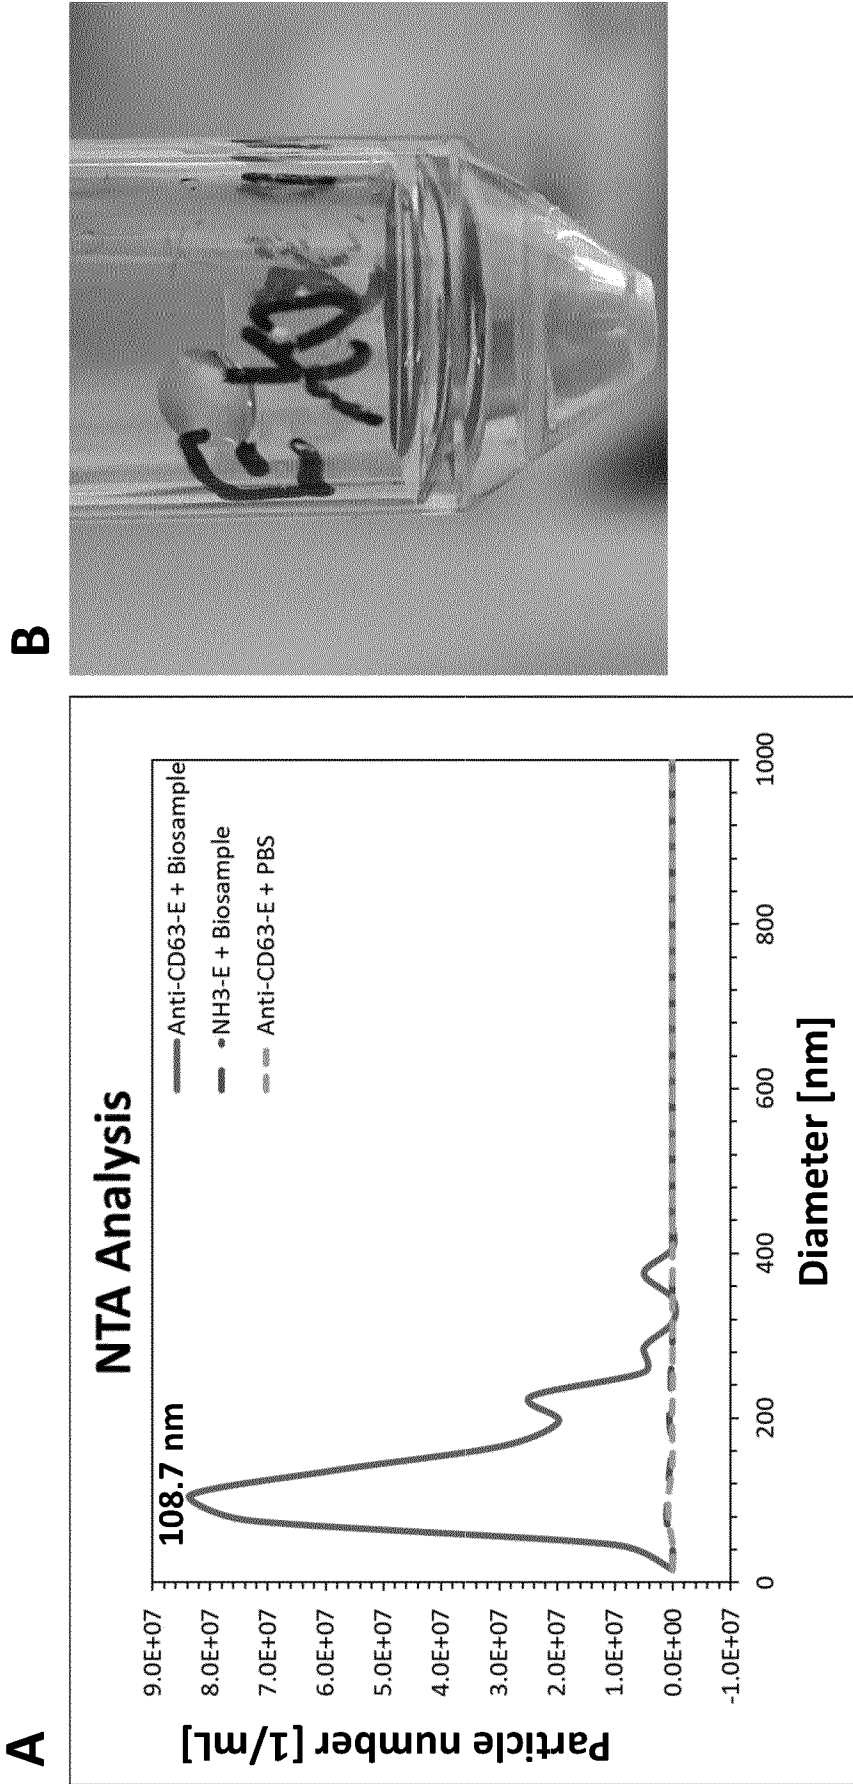 A
NTA Analysis
108.7 nm
Anti-CD63-E + Biosample
NH3-E + Biosample
Anti-CD63-E + PBS
Particle number [1/mL]
9.0E+07
8.0E+07
7.0E+07
6.0E+07
5.0E+07
4.0E+07
3.0E+07
2.0E+07
1.0E+07
0.0E+00
-1.0E+07
0 200 400 600 800 1000
Diameter [nm]
B